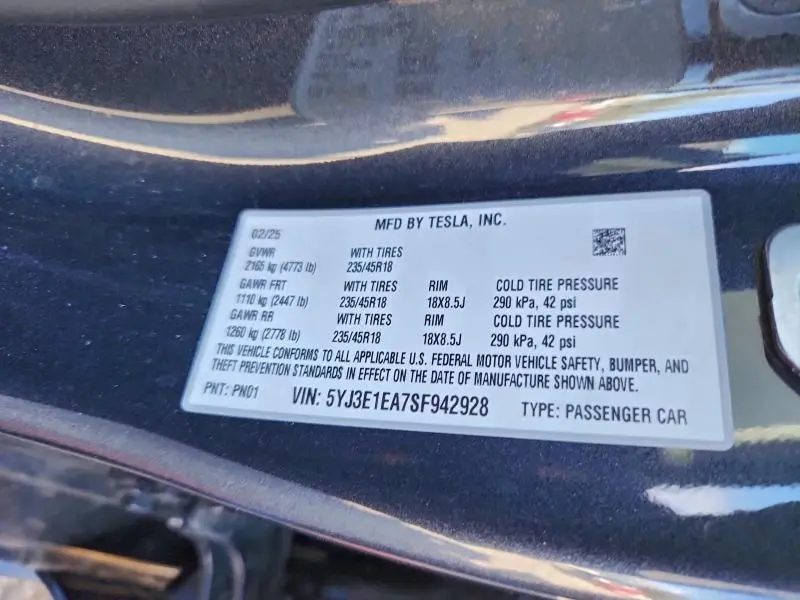 MFD BY TESLA, INC.
02/25
GVWR WITH TIRES
2165 kg (4773 lb) 235/45R18
GAWR FRT WITH TIRES RIM COLD TIRE PRESSURE
1110 kg (2447 lb) 235/45R18 18X8.5J 290 kPa, 42 psi
GAWR RR WITH TIRES RIM COLD TIRE PRESSURE
1260 kg (2778 lb) 235/45R18 18X8.5J 290 kPa, 42 psi
THIS VEHICLE CONFORMS TO ALL APPLICABLE U.S. FEDERAL MOTOR VEHICLE SAFETY, BUMPER, AND
THEFT PREVENTION STANDARDS IN EFFECT ON THE DATE OF MANUFACTURE SHOWN ABOVE.
PNT: PN01 VIN: 5YJ3E1EA7SF942928 TYPE: PASSENGER CAR